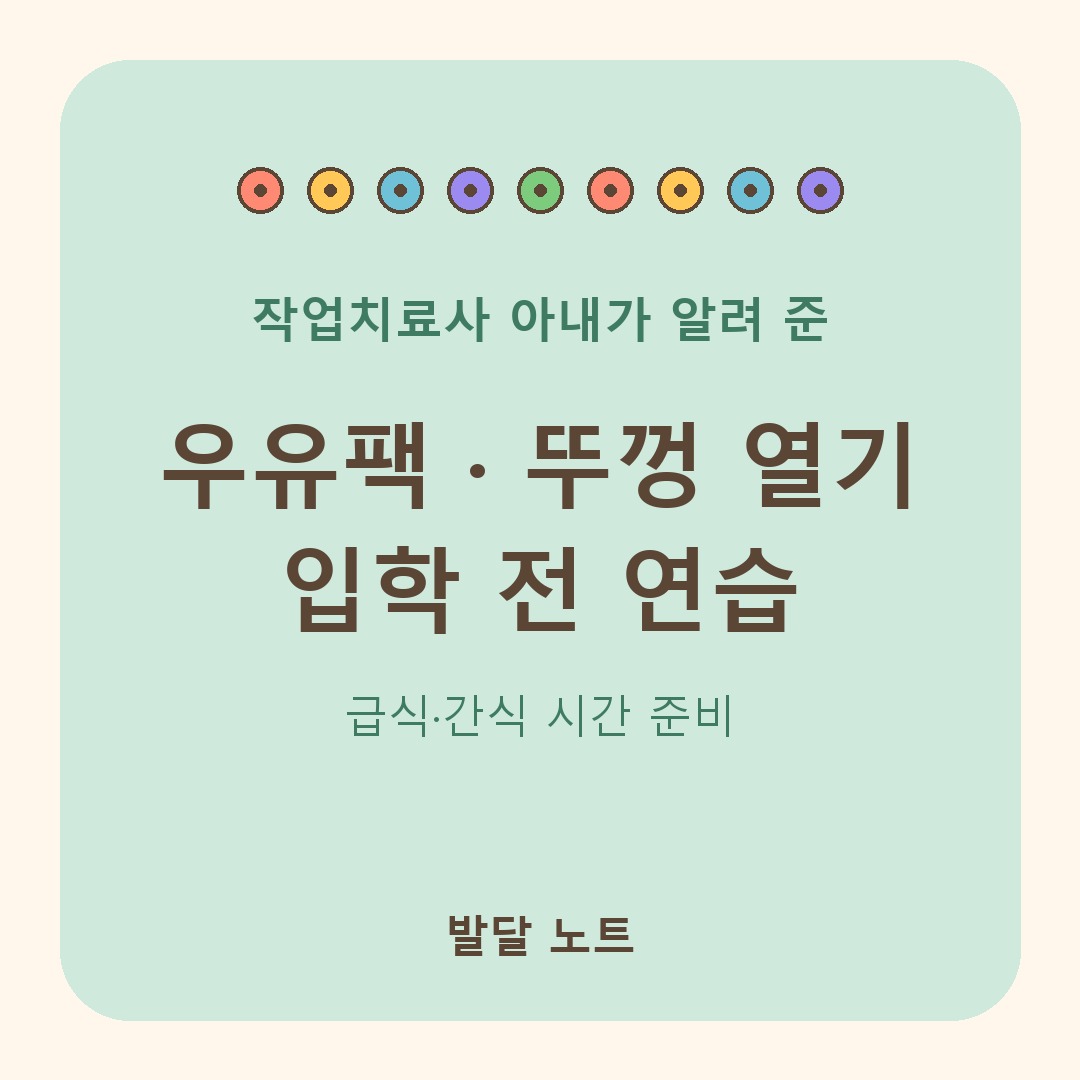 작업치료사 아내가 알려 준
우유팩 · 뚜껑 열기
입학 전 연습
급식·간식 시간 준비
발달 노트